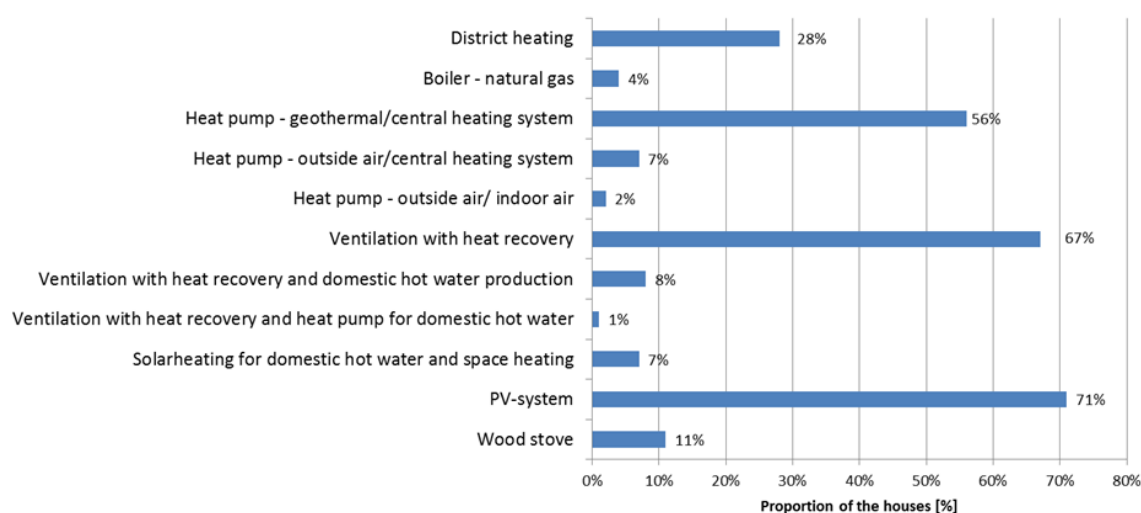 District heating 28%
Boiler - natural gas 4%
Heat pump - geothermal/central heating system 56%
Heat pump - outside air/central heating system 7%
Heat pump - outside air/ indoor air 2%
Ventilation with heat recovery 67%
Ventilation with heat recovery and domestic hot water production 8%
Ventilation with heat recovery and heat pump for domestic hot water 1%
Solarheating for domestic hot water and space heating 7%
PV-system 71%
Wood stove 11%
0% 10% 20% 30% 40% 50% 60% 70% 80%
Proportion of the houses [%]